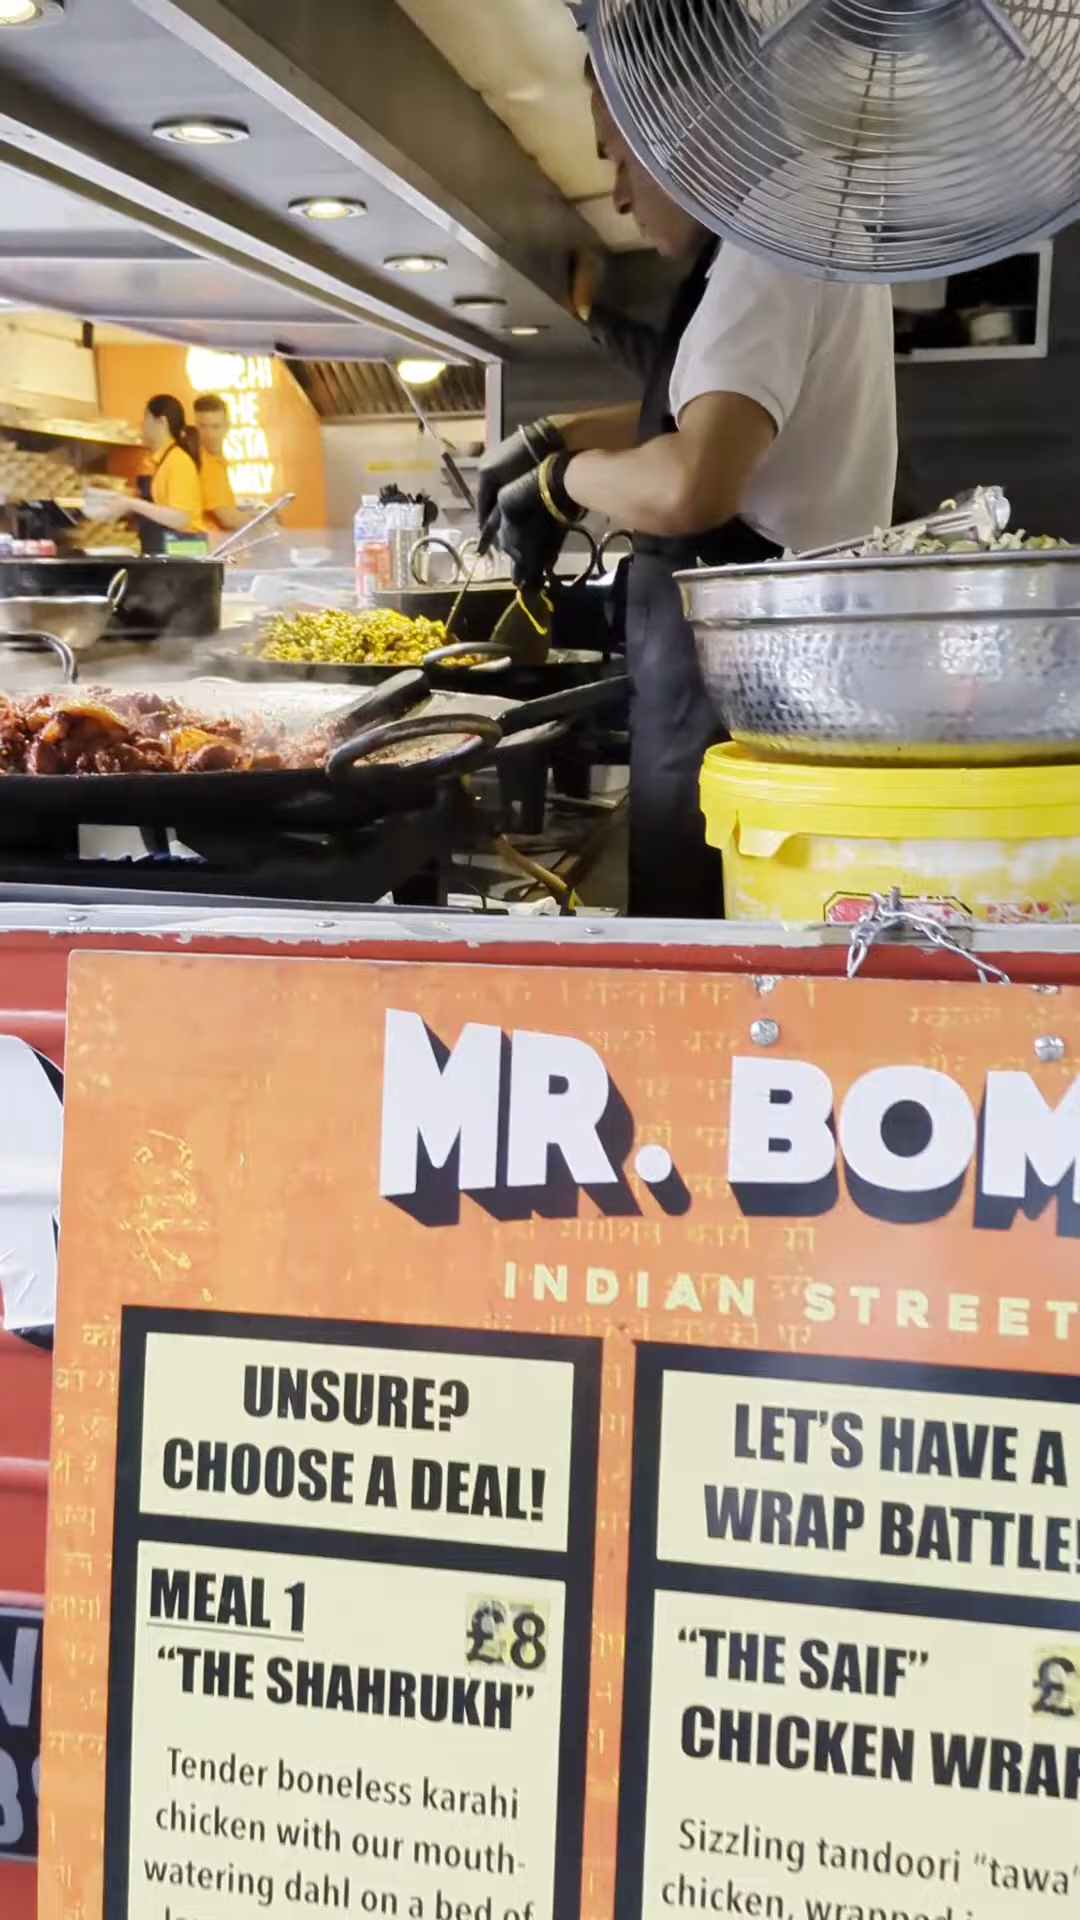 THE
MR. BOM
INDIAN STREET
UNSURE?
CHOOSE A DEAL!
MEAL 1
£8
"THE SHAHRUKH"
Tender boneless karahi
chicken with our mouth-
watering dahl on a bed of
LET'S HAVE A
WRAP BATTLE!
"THE SAIF"
£
CHICKEN WRAP
Sizzling tandoori "tawa"
chicken, wrapped